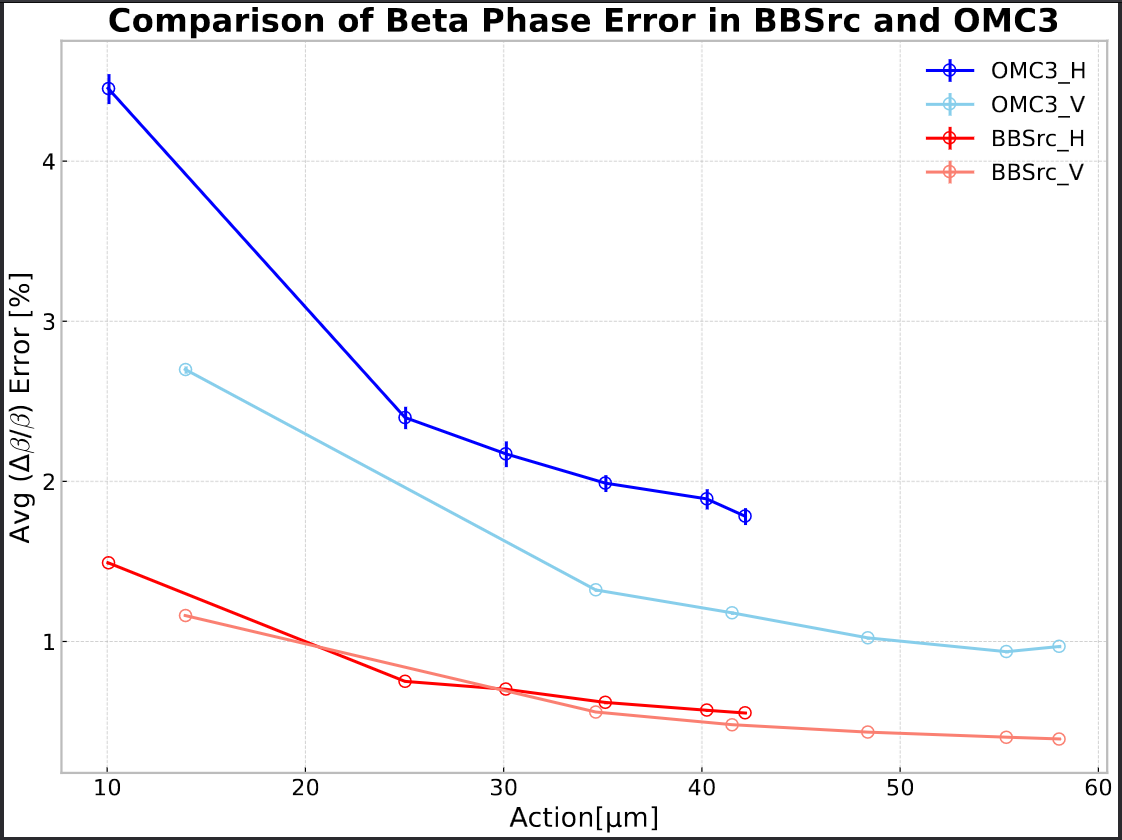 Comparison of Beta Phase Error in BBSrc and OMC3
OMC3_H
OMC3_V
BBSrc_H
BBSrc_V
Avg (Δβ/β) Error [%]
4
3
2
1
10 20 30 40 50 60
Action[μm]